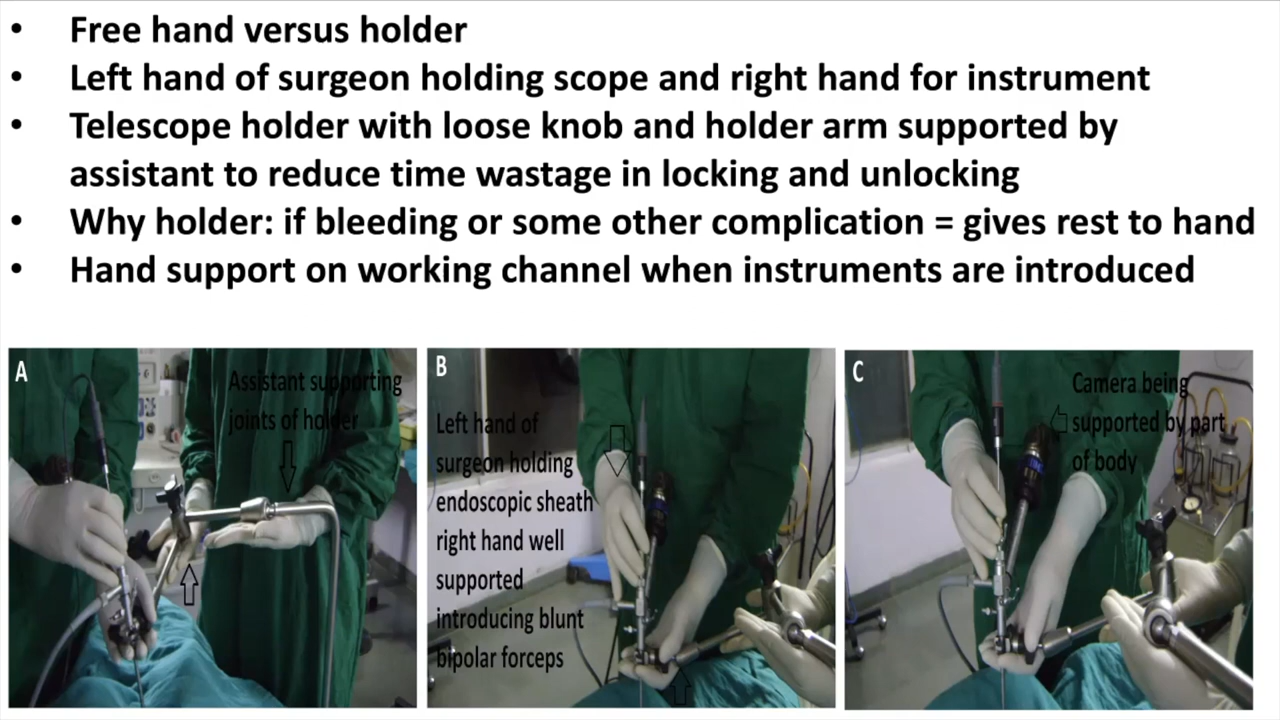 • Free hand versus holder
• Left hand of surgeon holding scope and right hand for instrument
• Telescope holder with loose knob and holder arm supported by
assistant to reduce time wastage in locking and unlocking
• Why holder: if bleeding or some other complication = gives rest to hand
• Hand support on working channel when instruments are introduced
A
Assistant supporting
joints of holder
B
Left hand of
surgeon holding
endoscopic sheath
right hand well
supported
introducing blunt
bipolar forceps
C
Camera being
supported by part
of body